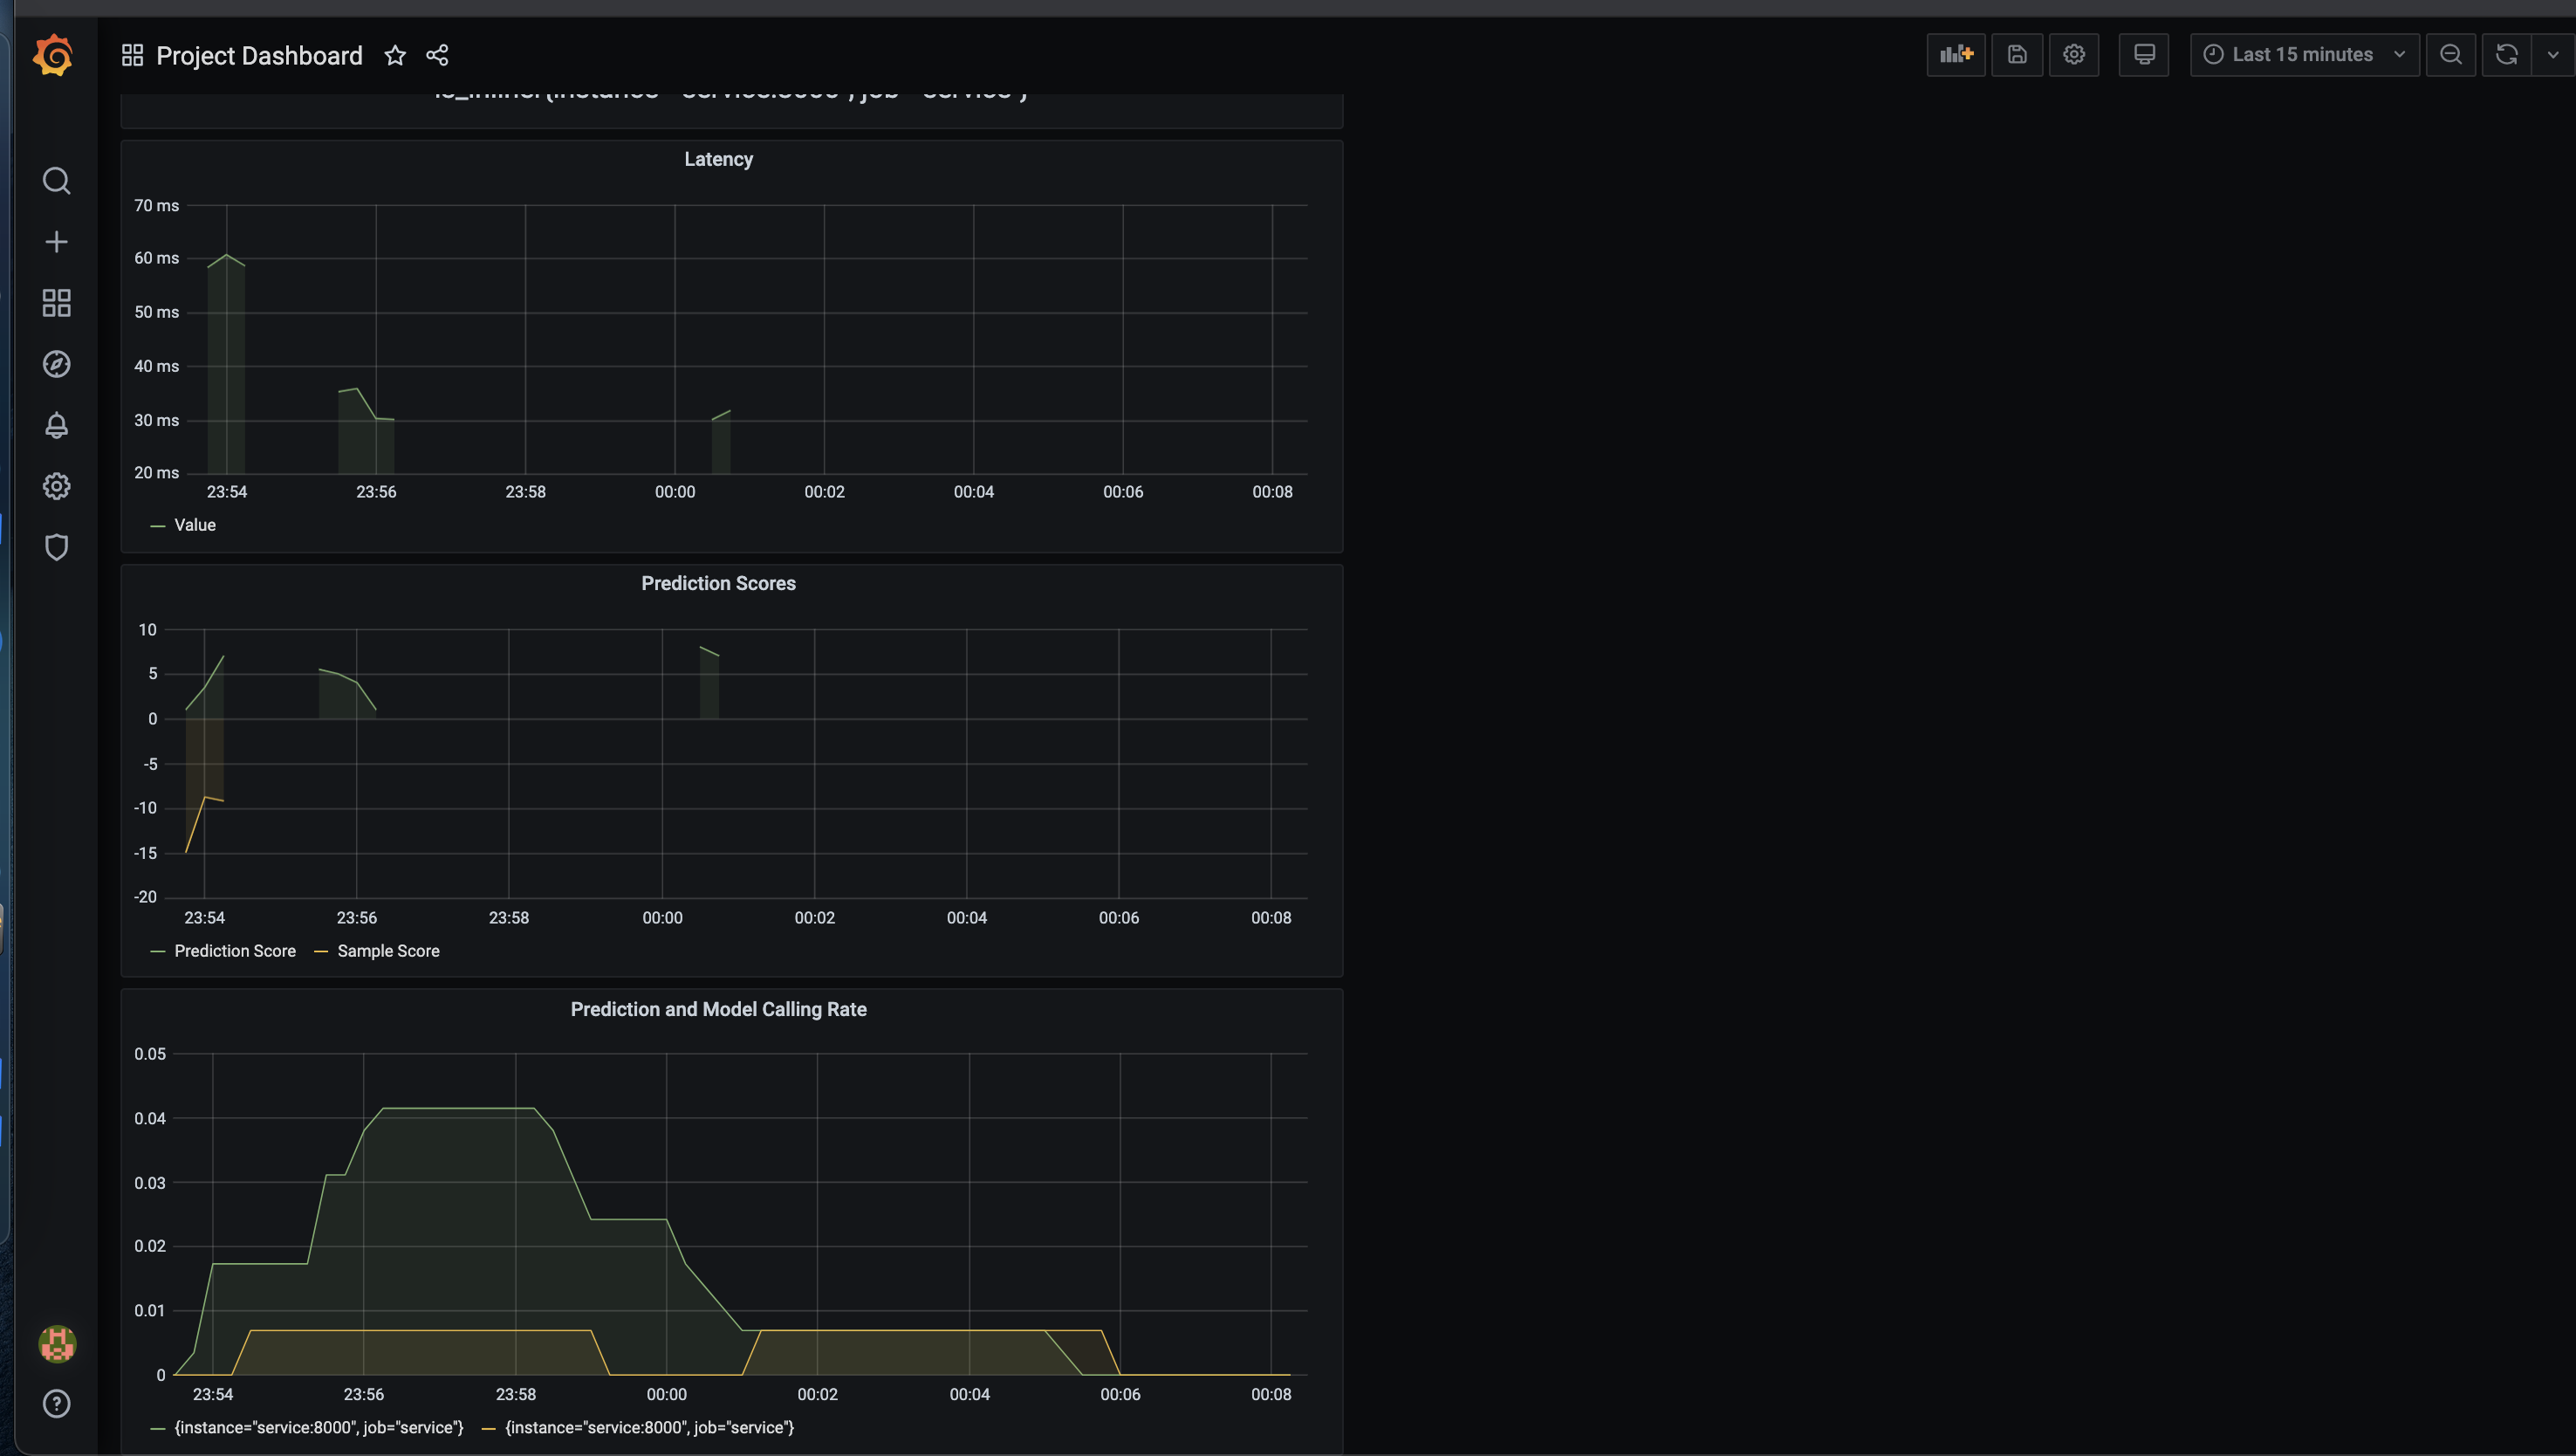 Project Dashboard
Last 15 minutes
Latency
70 ms
60 ms
50 ms
40 ms
30 ms
20 ms
23:54 23:56 23:58 00:00 00:02 00:04 00:06 00:08
Value
Prediction Scores
10
5
0
-5
-10
-15
-20
23:54 23:56 23:58 00:00 00:02 00:04 00:06 00:08
Prediction Score Sample Score
Prediction and Model Calling Rate
0.05
0.04
0.03
0.02
0.01
0
23:54 23:56 23:58 00:00 00:02 00:04 00:06 00:08
{instance="service:8000", job="service"} {instance="service:8000", job="service"}